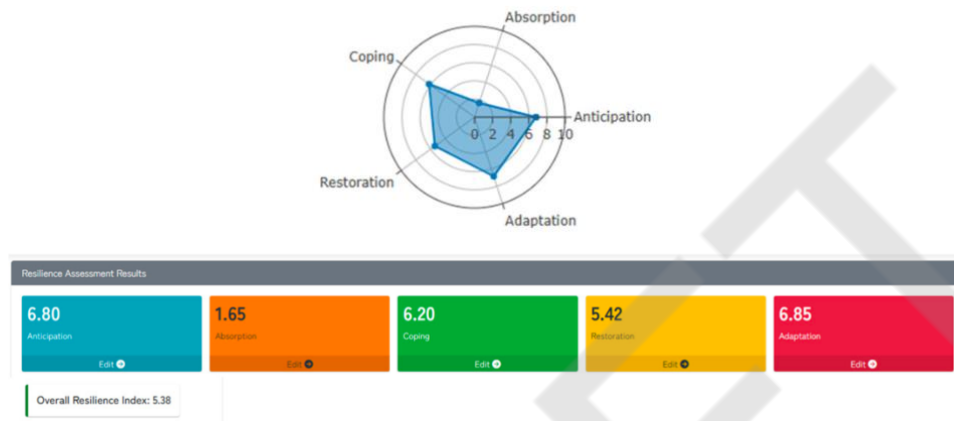 Absorption
Coping
Anticipation
0 2 4 6 8 10
Restoration
Adaptation
Resilience Assessment Results
6.80 1.65 6.20 5.42 6.85
Anticipation Absorption Coping Restoration Adaptation
Edit Edit Edit Edit Edit
Overall Resilience Index: 5.38